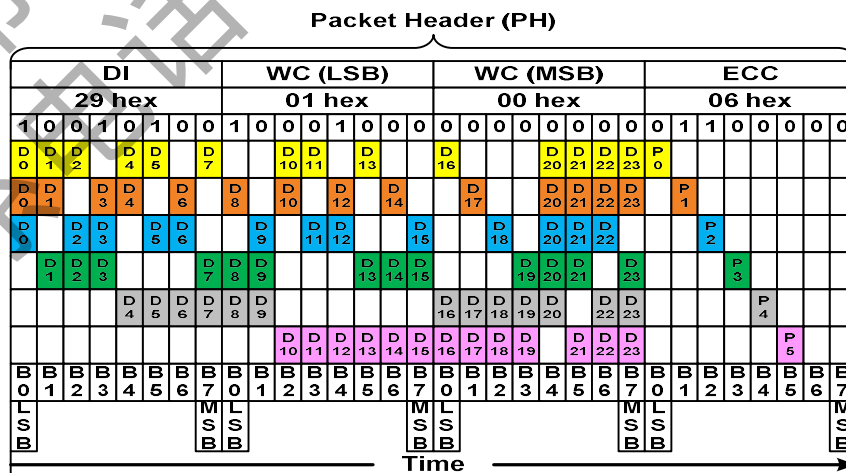 Packet Header (PH)
DI WC (LSB) WC (MSB) ECC
29 hex 01 hex 00 hex 06 hex
1 0 0 1 0 1 0 0 1 0 0 0 1 0 0 0 0 0 0 0 0 0 0 0 0 1 1 0 0 0 0 0
D0 D1 D2 D4 D5 D7 D10 D11 D13 D16 D20 D21 D22 D23 P0
D0 D1 D3 D4 D6 D8 D10 D12 D14 D17 D20 D21 D22 D23 P1
D0 D2 D3 D5 D6 D9 D11 D12 D15 D18 D20 D21 D22 P2
D1 D2 D3 D7 D8 D9 D13 D14 D15 D19 D20 D21 D23 P3
D4 D5 D6 D7 D8 D9 D16 D17 D18 D19 D20 D22 D23 P4
D10 D11 D12 D13 D14 D15 D16 D17 D18 D19 D21 D22 D23 P5
B0 B1 B2 B3 B4 B5 B6 B7 B0 B1 B2 B3 B4 B5 B6 B7 B0 B1 B2 B3 B4 B5 B6 B7 B0 B1 B2 B3 B4 B5 B6 B7
LSB MSB LSB MSB LSB MSB LSB MSB
Time
电话